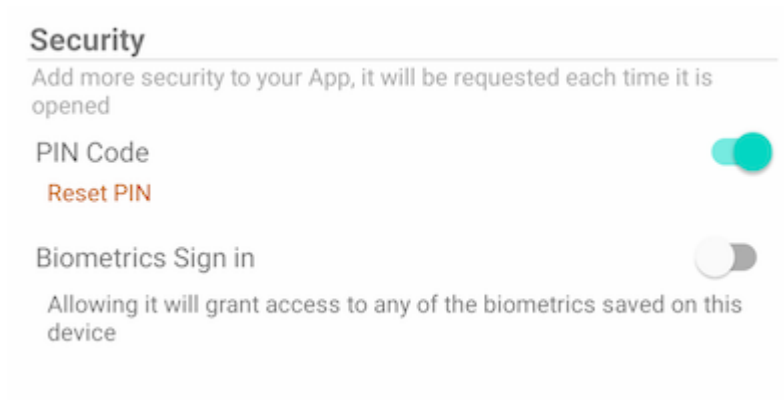 Security
Add more security to your App, it will be requested each time it is
opened
PIN Code
Reset PIN
Biometrics Sign in
Allowing it will grant access to any of the biometrics saved on this
device